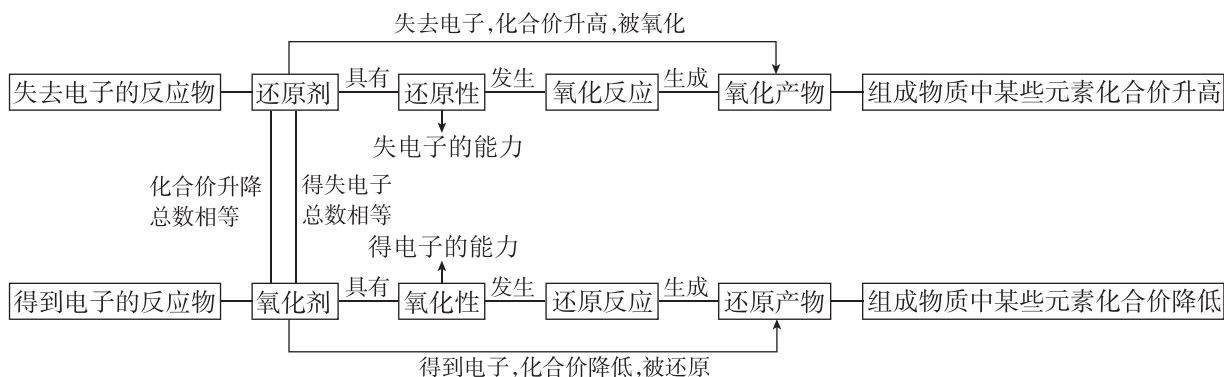 失去电子,化合价升高,被氧化
失去电子的反应物 还原剂 具有 还原性 发生 氧化反应 生成 氧化产物 组成物质中某些元素化合价升高
失电子的能力
化合价升降 得失电子
总数相等 总数相等
得电子的能力
得到电子的反应物 氧化剂 具有 氧化性 发生 还原反应 生成 还原产物 组成物质中某些元素化合价降低
得到电子,化合价降低,被还原